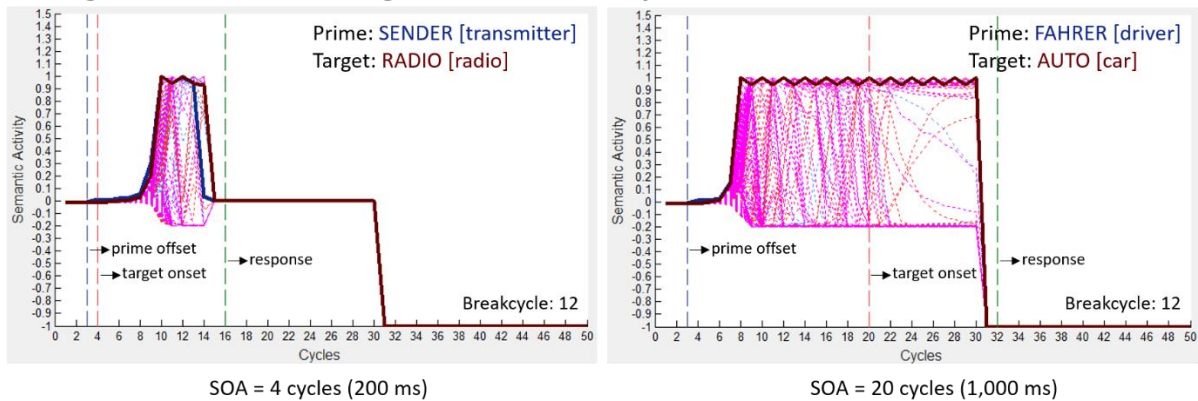 1.5
1.4
1.3
1.2
1.1
1
0.9
0.8
0.7
0.6
0.5
0.4
0.3
0.2
0.1
0
-0.1
-0.2
-0.3
-0.4
-0.5
-0.6
-0.7
-0.8
-0.9
-1
Semantic Activity
Prime: SENDER [transmitter]
Target: RADIO [radio]
prime offset
target onset
response
Breakcycle: 12
0 2 4 6 8 10 12 14 16 18 20 22 24 26 28 30 32 34 36 38 40 42 44 46 48 50
Cycles
SOA = 4 cycles (200 ms)
1.5
1.4
1.3
1.2
1.1
1
0.9
0.8
0.7
0.6
0.5
0.4
0.3
0.2
0.1
0
-0.1
-0.2
-0.3
-0.4
-0.5
-0.6
-0.7
-0.8
-0.9
-1
Semantic Activity
Prime: FAHRER [driver]
Target: AUTO [car]
prime offset
target onset
response
Breakcycle: 12
0 2 4 6 8 10 12 14 16 18 20 22 24 26 28 30 32 34 36 38 40 42 44 46 48 50
Cycles
SOA = 20 cycles (1,000 ms)